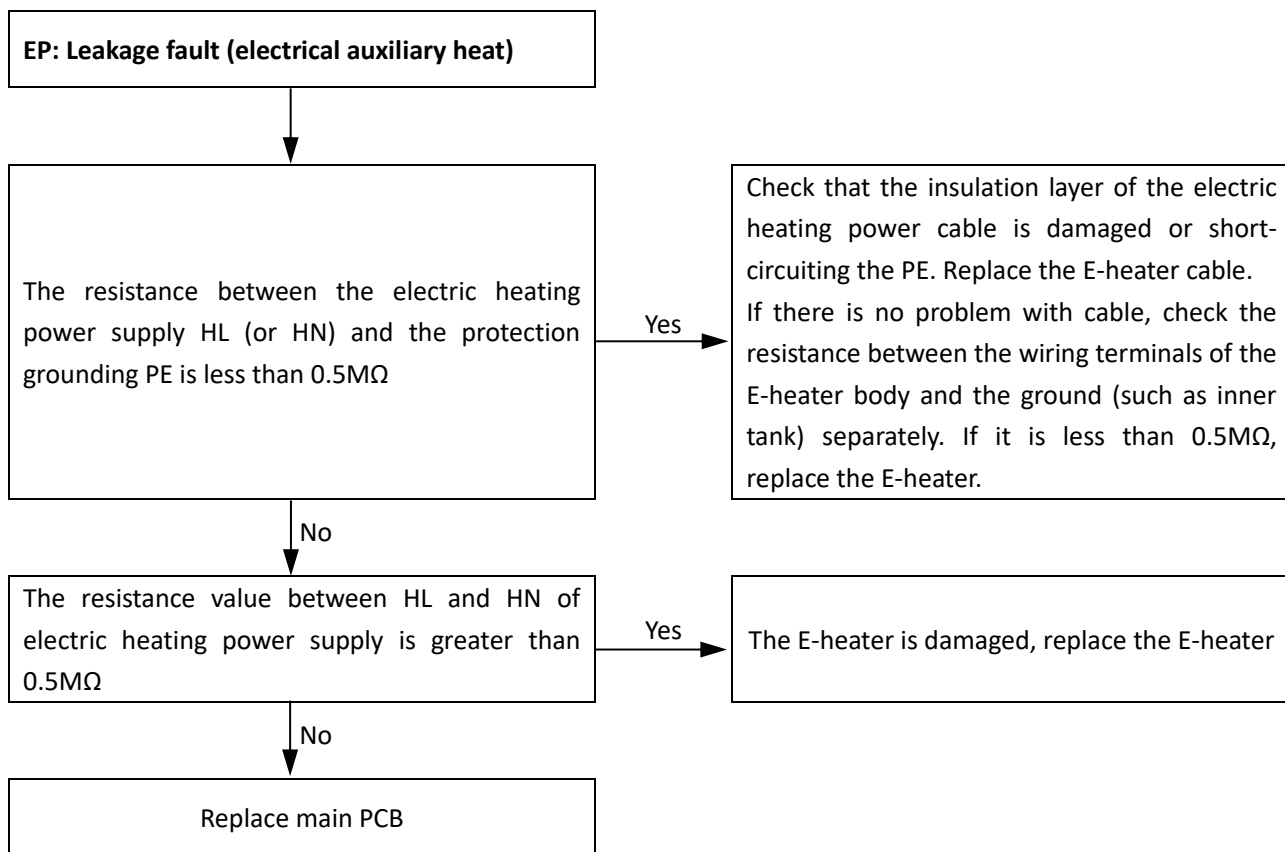 EP: Leakage fault (electrical auxiliary heat)
The resistance between the electric heating
power supply HL (or HN) and the protection
grounding PE is less than 0.5MΩ
Yes
Check that the insulation layer of the electric
heating power cable is damaged or short-
circuiting the PE. Replace the E-heater cable.
If there is no problem with cable, check the
resistance between the wiring terminals of the
E-heater body and the ground (such as inner
tank) separately. If it is less than 0.5MΩ,
replace the E-heater.
No
The resistance value between HL and HN of
electric heating power supply is greater than
0.5MΩ
Yes
The E-heater is damaged, replace the E-heater
No
Replace main PCB